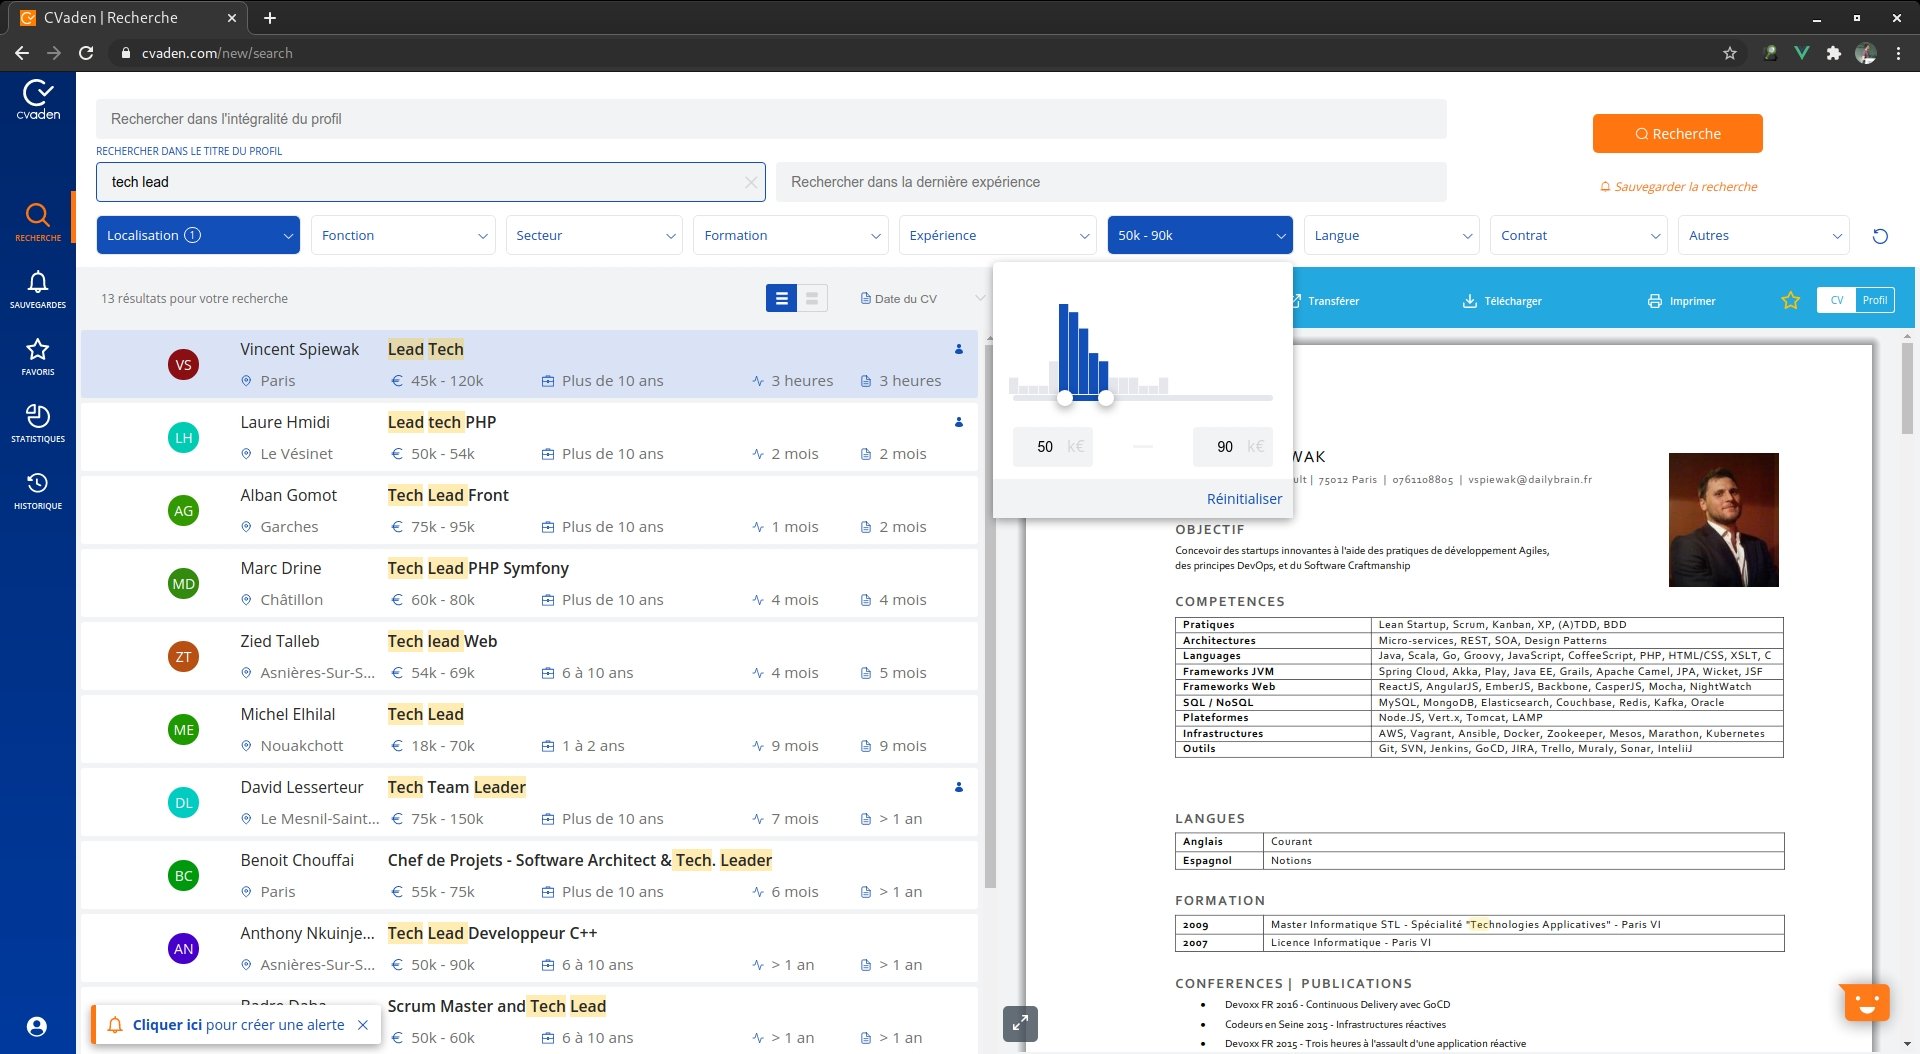 CVaden | Recherche
cvaden.com/new/search
cvaden
RECHERCHE
SAUVEGARDES
FAVORIS
STATISTIQUES
HISTORIQUE
Rechercher dans l'intégralité du profil
RECHERCHER DANS LE TITRE DU PROFIL
tech lead
Rechercher dans la dernière expérience
Recherche
Sauvegarder la recherche
Localisation 1
Fonction
Secteur
Formation
Expérience
50k - 90k
Langue
Contrat
Autres
13 résultats pour votre recherche
Date du CV
VS
Vincent Spiewak Lead Tech
Paris € 45k - 120k Plus de 10 ans 3 heures 3 heures
LH
Laure Hmidi Lead tech PHP
Le Vésinet € 50k - 54k Plus de 10 ans 2 mois 2 mois
AG
Alban Gomot Tech Lead Front
Garches € 75k - 95k Plus de 10 ans 1 mois 2 mois
MD
Marc Drine Tech Lead PHP Symfony
Châtillon € 60k - 80k Plus de 10 ans 4 mois 4 mois
ZT
Zied Talleb Tech lead Web
Asnières-Sur-S... € 54k - 69k 6 à 10 ans 4 mois 5 mois
ME
Michel Elhilal Tech Lead
Nouakchott € 18k - 70k 1 à 2 ans 9 mois 9 mois
DL
David Lesserteur Tech Team Leader
Le Mesnil-Saint... € 75k - 150k Plus de 10 ans 7 mois > 1 an
BC
Benoit Chouffai Chef de Projets - Software Architect & Tech. Leader
Paris € 55k - 75k Plus de 10 ans 6 mois > 1 an
AN
Anthony Nkuinje... Tech Lead Developpeur C++
Asnières-Sur-S... € 50k - 90k 6 à 10 ans > 1 an > 1 an
Scrum Master and Tech Lead
€ 50k - 60k 6 à 10 ans > 1 an > 1 an
Cliquer ici pour créer une alerte
50 k€ — 90 k€
Réinitialiser
Transférer
Télécharger
Imprimer
CV
Profil
WAK
ult | 75012 Paris | 0761108805 | vspiewak@dailybrain.fr
OBJECTIF
Concevoir des startups innovantes à l'aide des pratiques de développement Agiles,
des principes DevOps, et du Software Craftmanship
COMPETENCES
Pratiques Lean Startup, Scrum, Kanban, XP, (A)TDD, BDD
Architectures Micro-services, REST, SOA, Design Patterns
Languages Java, Scala, Go, Groovy, JavaScript, CoffeeScript, PHP, HTML/CSS, XSLT, C
Frameworks JVM Spring Cloud, Akka, Play, Java EE, Grails, Apache Camel, JPA, Wicket, JSF
Frameworks Web ReactJS, AngularJS, EmberJS, Backbone, CasperJS, Mocha, NightWatch
SQL / NoSQL MySQL, MongoDB, Elasticsearch, Couchbase, Redis, Kafka, Oracle
Plateformes Node.JS, Vert.x, Tomcat, LAMP
Infrastructures AWS, Vagrant, Ansible, Docker, Zookeeper, Mesos, Marathon, Kubernetes
Outils Git, SVN, Jenkins, GoCD, JIRA, Trello, Muraly, Sonar, InteliiJ
LANGUES
Anglais Courant
Espagnol Notions
FORMATION
2009 Master Informatique STL - Spécialité "Technologies Applicatives" - Paris VI
2007 Licence Informatique - Paris VI
CONFERENCES | PUBLICATIONS
• Devoxx FR 2016 - Continuous Delivery avec GoCD
• Codeurs en Seine 2015 - Infrastructures réactives
• Devoxx FR 2015 - Trois heures à l'assault d'une application réactive